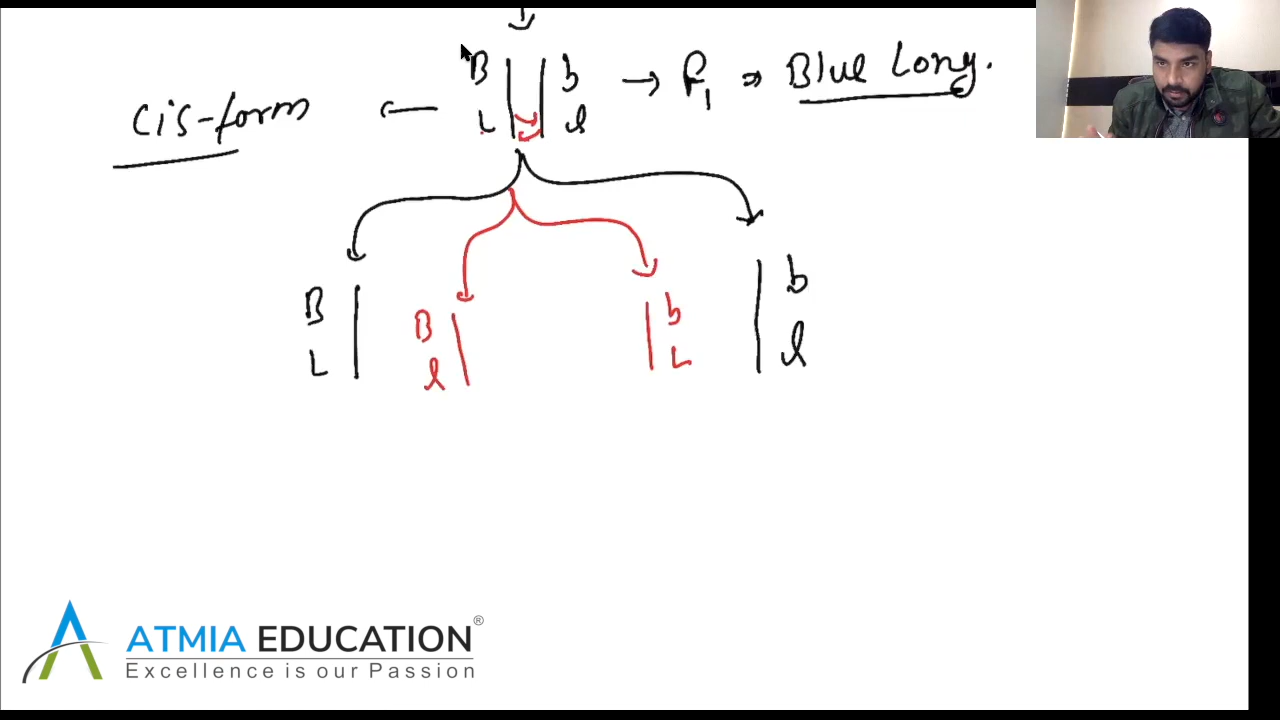 B b → F1 ⇒ Blue Long.
Cis-form ← L l
B b
B b
L L l
l
ATMIA EDUCATION®
Excellence is our Passion